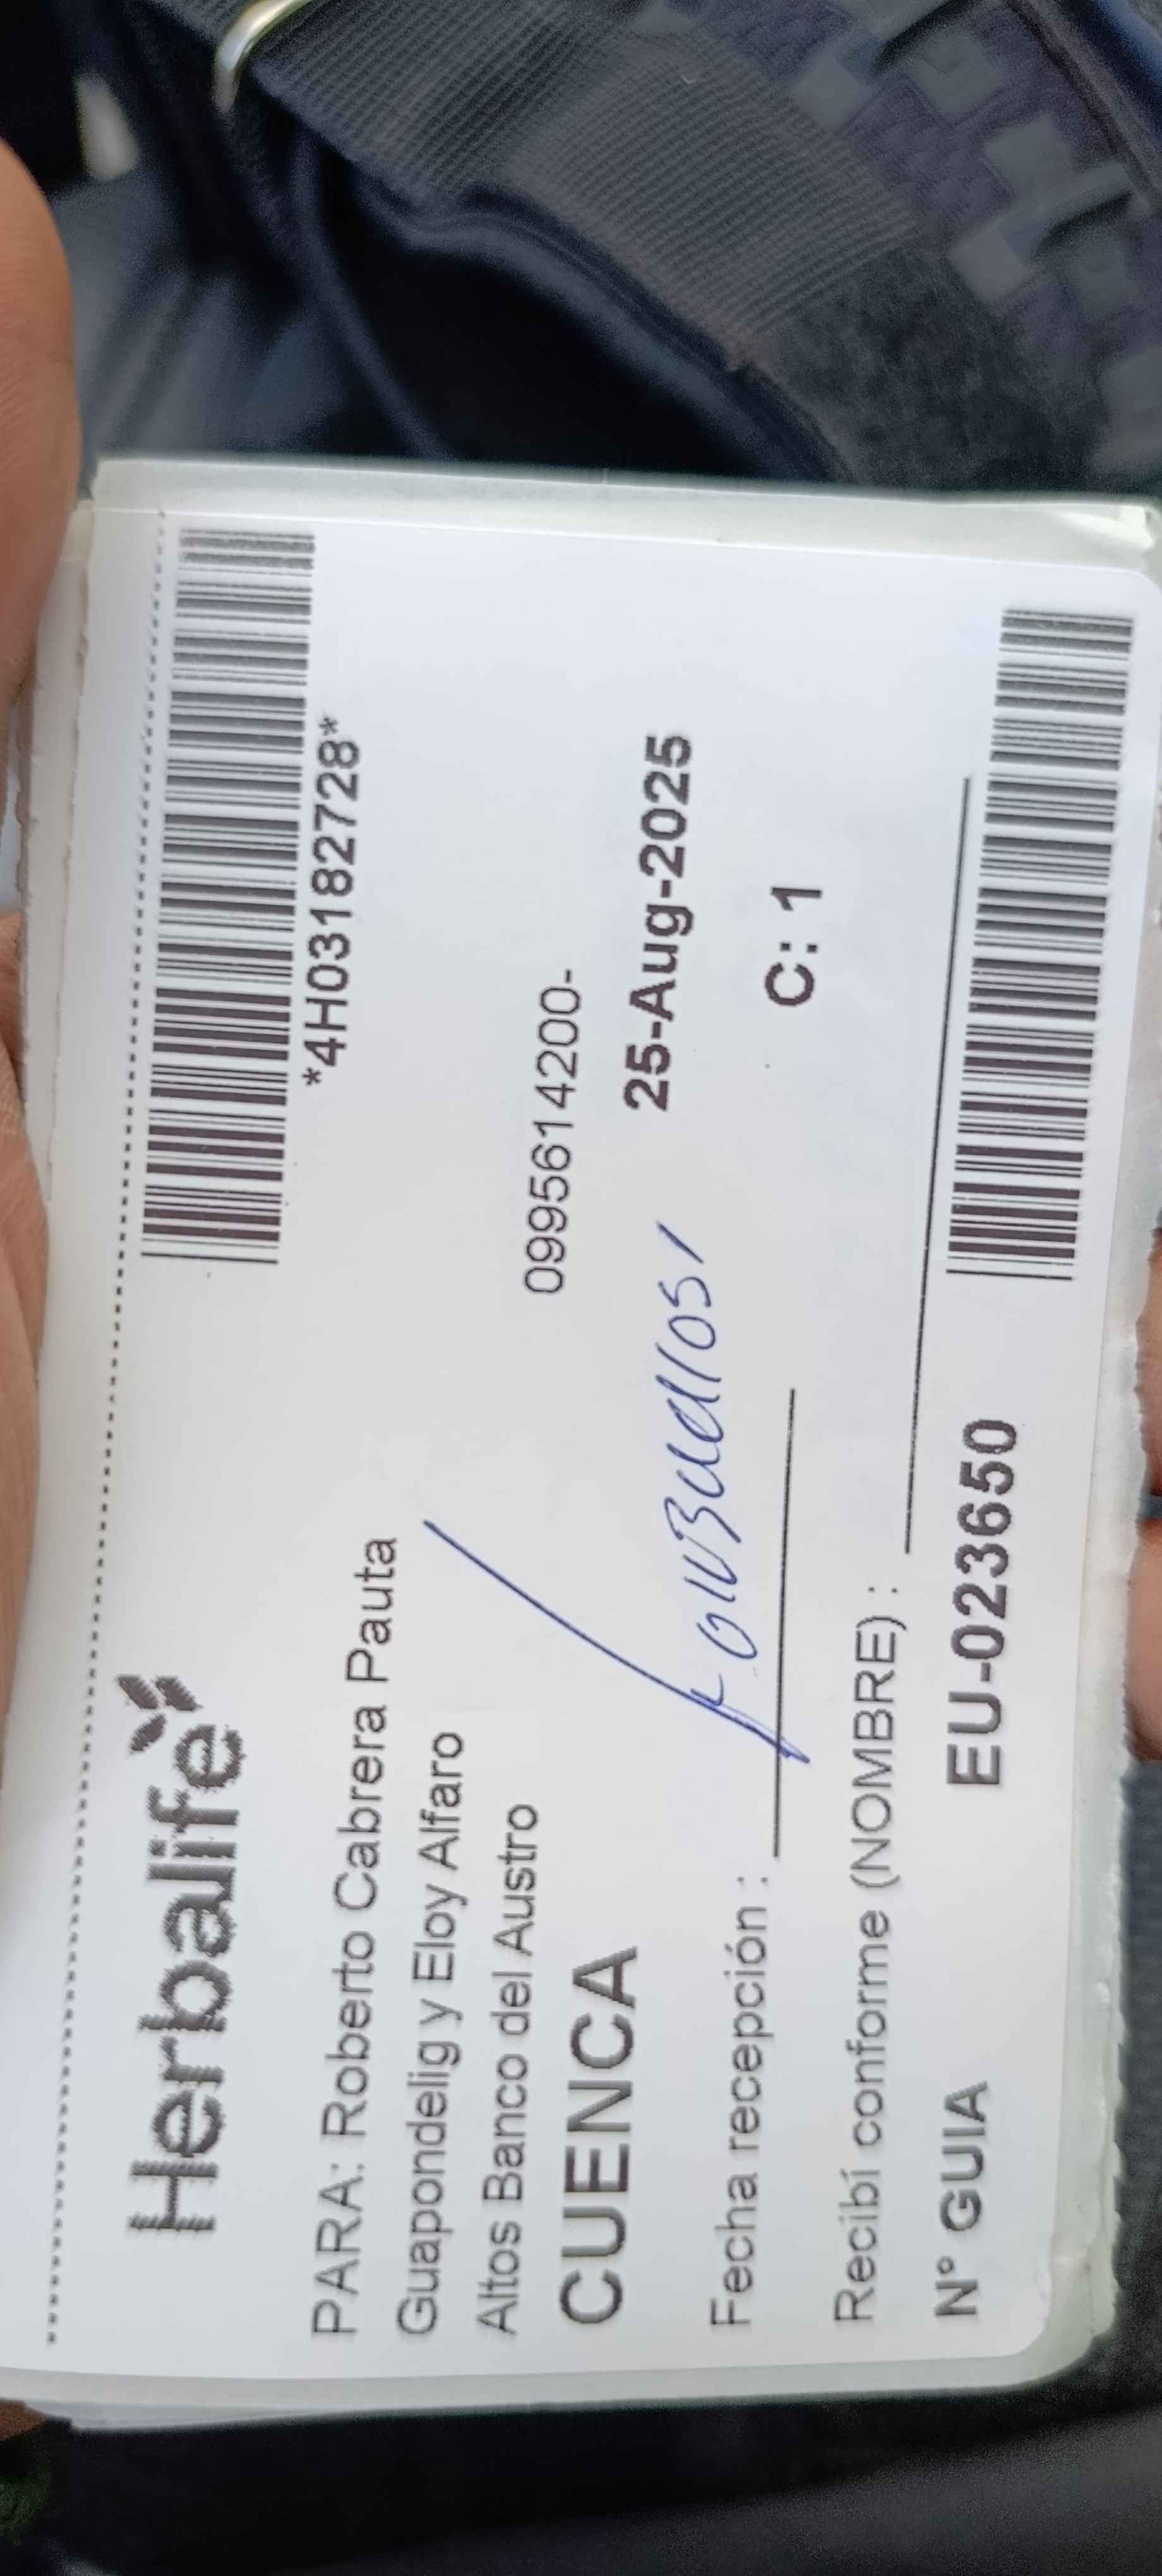 Herbalife
*4H03182728*
PARA: Roberto Cabrera Pauta
Guapondelig y Eloy Alfaro
Altos Banco del Austro
0995614200-
CUENCA
25-Aug-2025
Fecha recepción :
C: 1
Recibí conforme (NOMBRE) :
N° GUIA
EU-023650